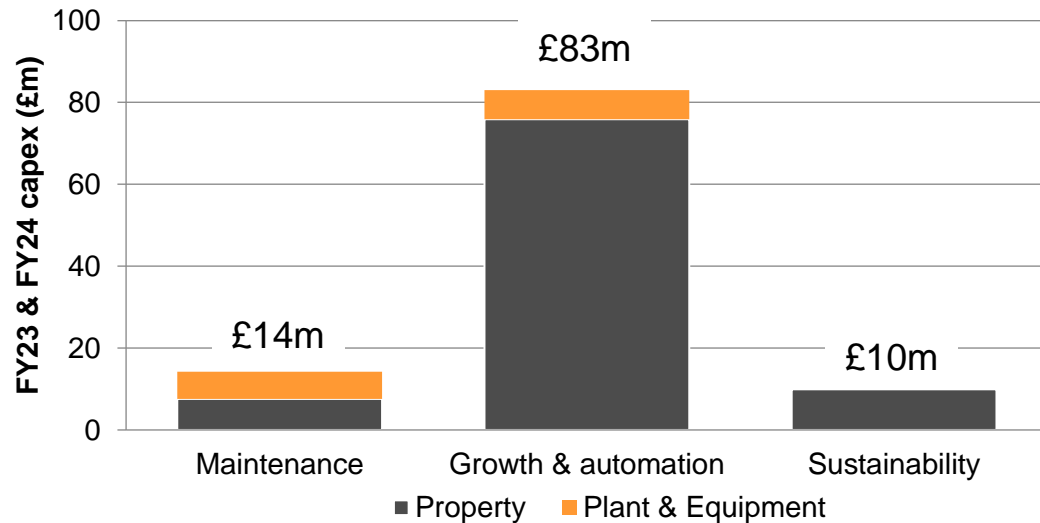 FY23 & FY24 capex (£m)
100
80
60
40
20
0
£14m
£83m
£10m
Maintenance
Growth & automation
Sustainability
Property
Plant & Equipment